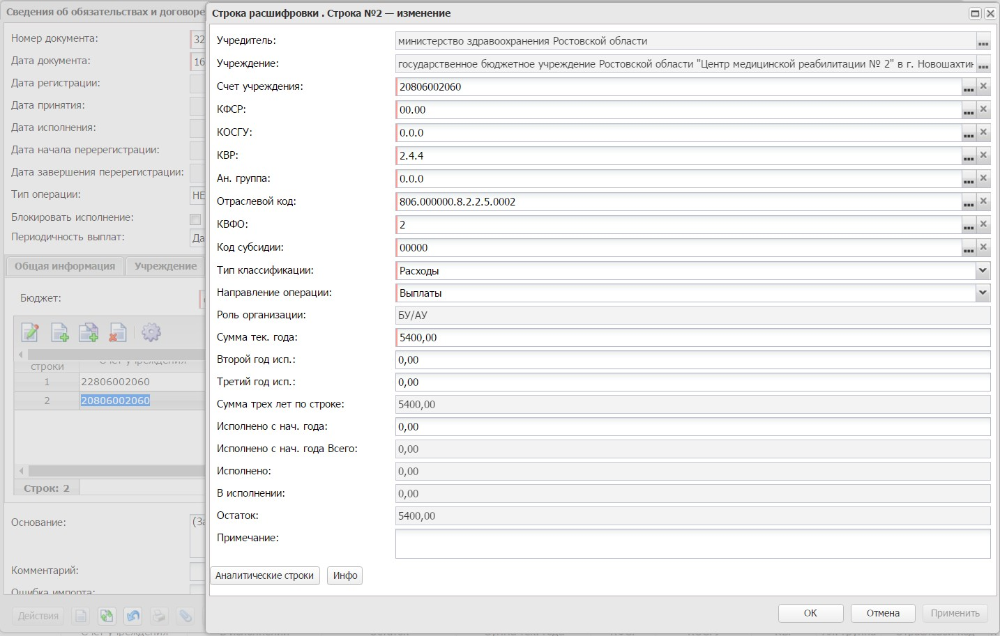 Сведения об обязательствах и договоре
Номер документа:
32
Дата документа:
16
Дата регистрации:
Дата принятия:
Дата исполнения:
Дата начала перерегистрации:
Дата завершения перерегистрации:
Тип операции:
НЕ
Блокировать исполнение:
Периодичность выплат:
Да
Общая информация
Учреждение
Бюджет:
строки
Счет учреждения
1 22806002060
2 20806002060
Строк: 2
Основание:
(За
Комментарий:
Ошибка импорта:
Действия
Строка расшифровки . Строка №2 — изменение
Учредитель: министерство здравоохранения Ростовской области
Учреждение: государственное бюджетное учреждение Ростовской области "Центр медицинской реабилитации № 2" в г. Новошахтин
Счет учреждения: 20806002060
КФСР: 00.00
КОСГУ: 0.0.0
КВР: 2.4.4
Ан. группа: 0.0.0
Отраслевой код: 806.000000.8.2.2.5.0002
КВФО: 2
Код субсидии: 00000
Тип классификации: Расходы
Направление операции: Выплаты
Роль организации: БУ/АУ
Сумма тек. года: 5400,00
Второй год исп.: 0,00
Третий год исп.: 0,00
Сумма трех лет по строке: 5400,00
Исполнено с нач. года: 0,00
Исполнено с нач. года Всего: 0,00
Исполнено: 0,00
В исполнении: 0,00
Остаток: 5400,00
Примечание:
Аналитические строки
Инфо
ОК
Отмена
Применить